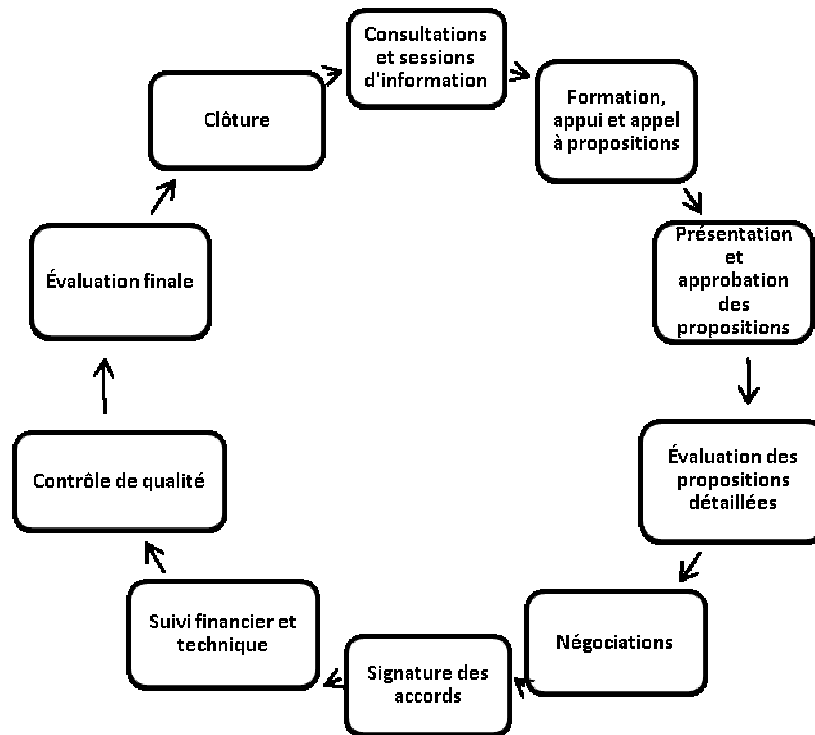 Consultations
et sessions
d'information
Formation,
appui et appel
à propositions
Présentation
et
approbation
des
propositions
Évaluation des
propositions
détaillées
Négociations
Signature des
accords
Suivi financier et
technique
Contrôle de qualité
Évaluation finale
Clôture